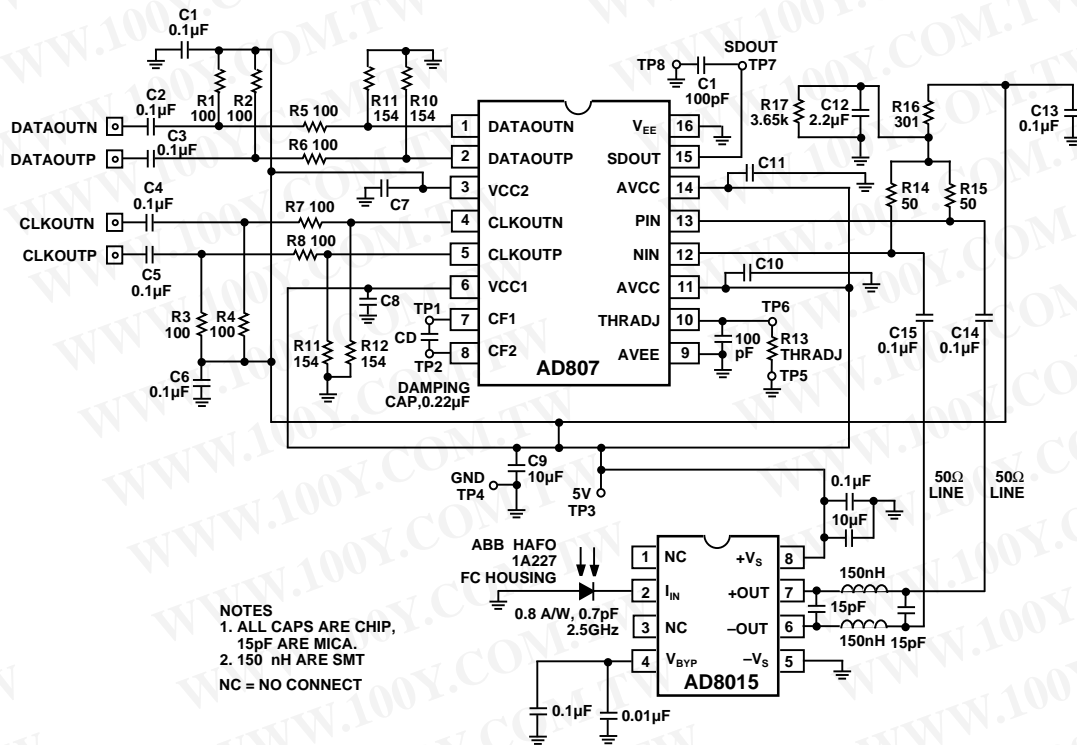 C1
0.1µF
C2
0.1µF
R1
100
R2
100
R5 100
R11
154
R10
154
DATAOUTN
C3
0.1µF
R6 100
DATAOUTP
C4
0.1µF
C7
CLKOUTN
R7 100
CLKOUTP
R8 100
C5
0.1µF
R3
100
R4
100
C6
0.1µF
C8
R11
154
R12
154
TP1
CD
TP2
DAMPING
CAP,0.22µF
1 DATAOUTN
2 DATAOUTP
3 VCC2
4 CLKOUTN
5 CLKOUTP
6 VCC1
7 CF1
8 CF2
VEE 16
SDOUT 15
AVCC 14
PIN 13
NIN 12
AVCC 11
THRADJ 10
AVEE 9
AD807
SDOUT
TP8
TP7
C1
100pF
R17
3.65k
C12
2.2µF
R16
301
C13
0.1µF
C11
R14
50
R15
50
C10
TP6
100
pF
R13
THRADJ
TP5
C15
0.1µF
C14
0.1µF
C9
10µF
GND
TP4
5V
TP3
0.1µF
10µF
50Ω
LINE
50Ω
LINE
ABB HAFO
1A227
FC HOUSING
0.8 A/W, 0.7pF
2.5GHz
1 NC
2 IIN
3 NC
4 VBYP
+VS 8
+OUT 7
–OUT 6
–VS 5
AD8015
150nH
15pF
150nH
15pF
0.1µF
0.01µF
NOTES
1. ALL CAPS ARE CHIP,
15pF ARE MICA.
2. 150 nH ARE SMT
NC = NO CONNECT
WWW.100Y.COM.TW